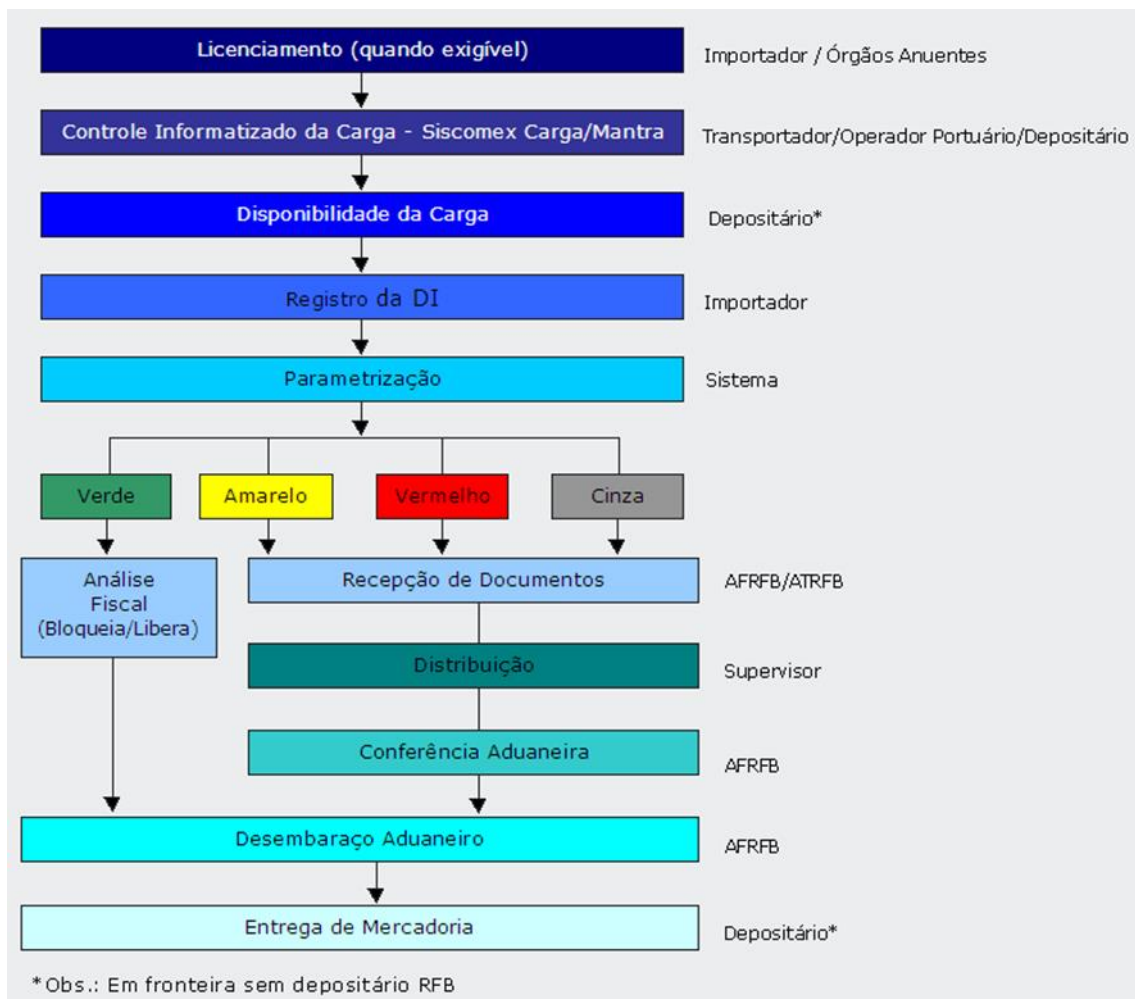 Licenciamento (quando exigível)
Importador / Órgãos Anuentes
Controle Informatizado da Carga - Siscomex Carga/Mantra
Transportador/Operador Portuário/Depositário
Disponibilidade da Carga
Depositário*
Registro da DI
Importador
Parametrização
Sistema
Verde
Amarelo
Vermelho
Cinza
Análise
Fiscal
(Bloqueia/Libera)
Recepção de Documentos
AFRFB/ATRFB
Distribuição
Supervisor
Conferência Aduaneira
AFRFB
Desembaraço Aduaneiro
AFRFB
Entrega de Mercadoria
Depositário*
*Obs.: Em fronteira sem depositário RFB